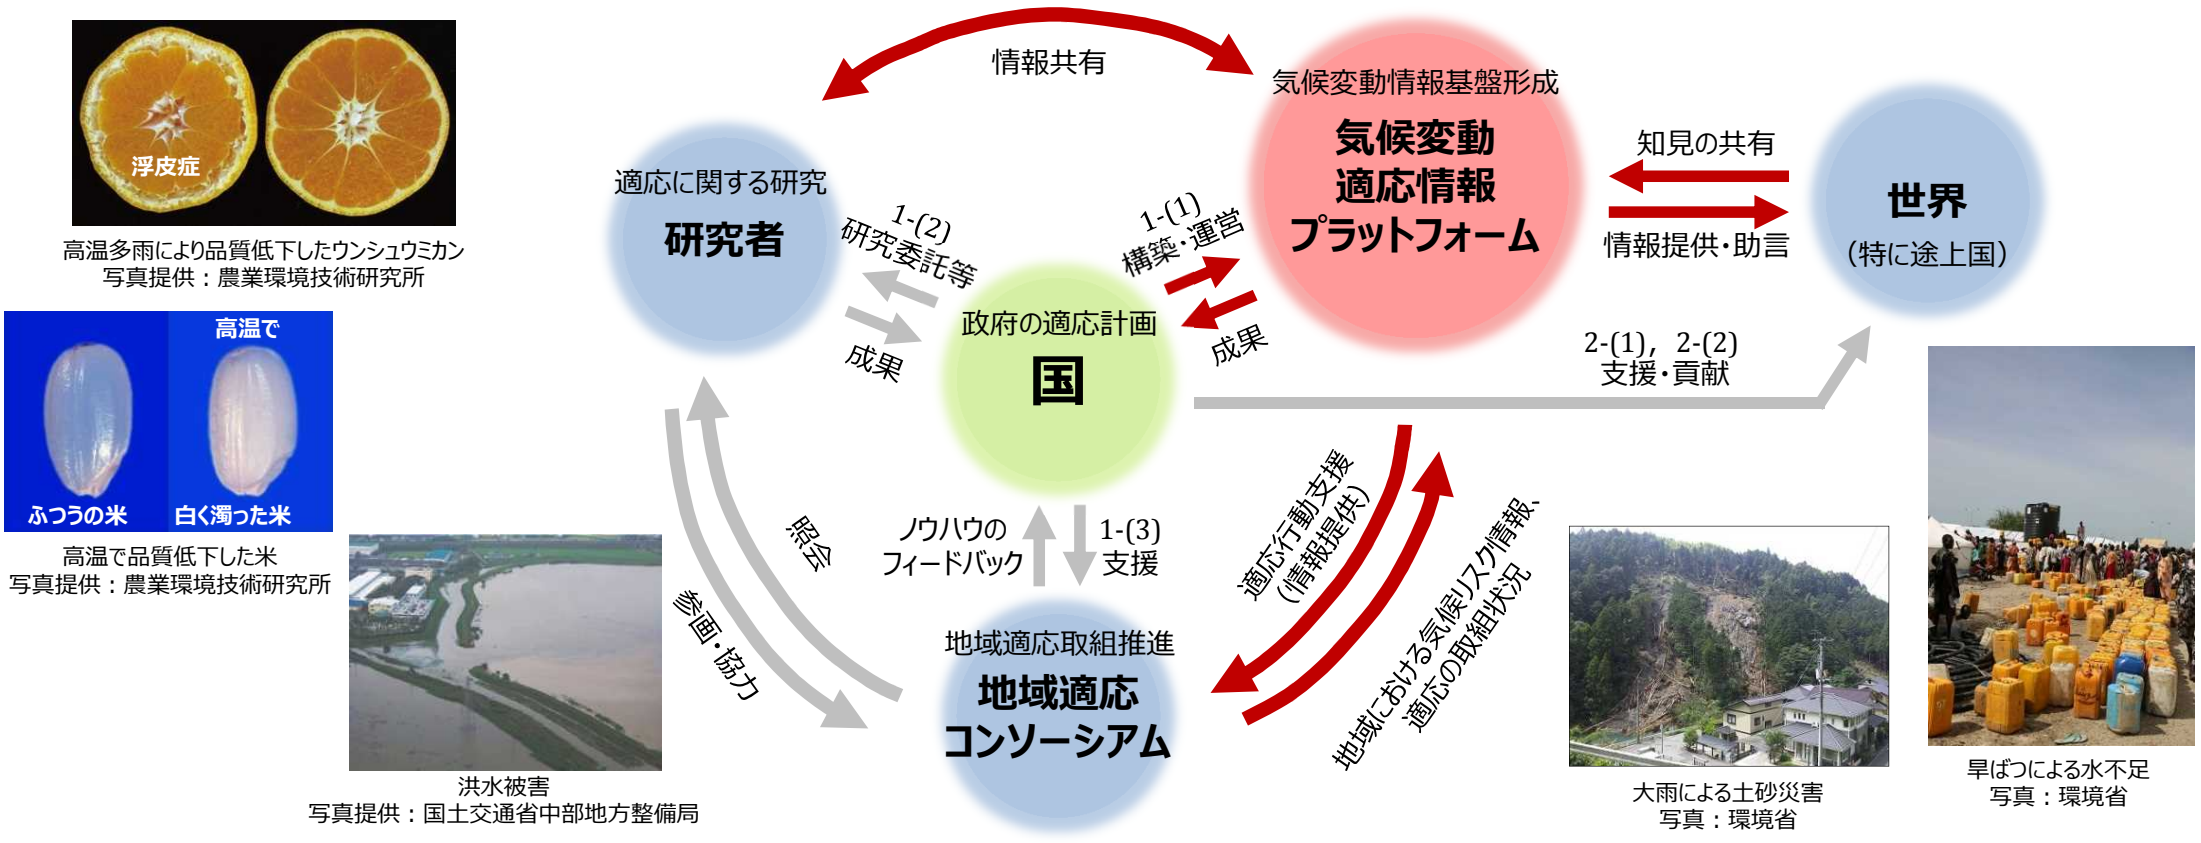 浮皮症
高温多雨により品質低下したウンシュウミカン
写真提供：農業環境技術研究所
高温で
ふつうの米
白く濁った米
高温で品質低下した米
写真提供：農業環境技術研究所
洪水被害
写真提供：国土交通省中部地方整備局
情報共有
適応に関する研究
研究者
1-(2)
研究委託等
成果
気候変動情報基盤形成
気候変動
適応情報
プラットフォーム
1-(1)
構築・運営
成果
知見の共有
情報提供・助言
世界
（特に途上国）
政府の適応計画
国
2-(1)，2-(2)
支援・貢献
照会
参画・協力
ノウハウの
フィードバック
1-(3)
支援
地域適応取組推進
地域適応
コンソーシアム
適応行動支援
（情報提供）
地域における気候リスク情報、
適応の取組状況
大雨による土砂災害
写真：環境省
旱ばつによる水不足
写真：環境省